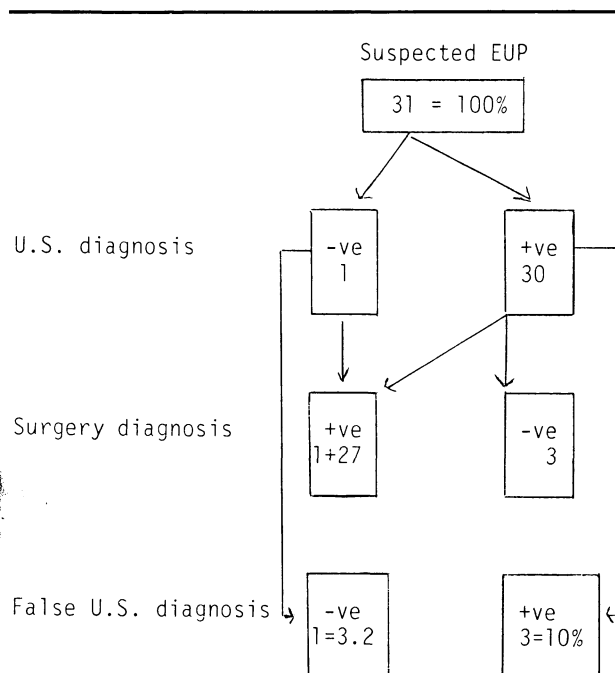 Suspected EUP
31 = 100%
U.S. diagnosis
-ve
1
+ve
30
Surgery diagnosis
+ve
1+27
-ve
3
False U.S. diagnosis
-ve
1=3.2
+ve
3=10%